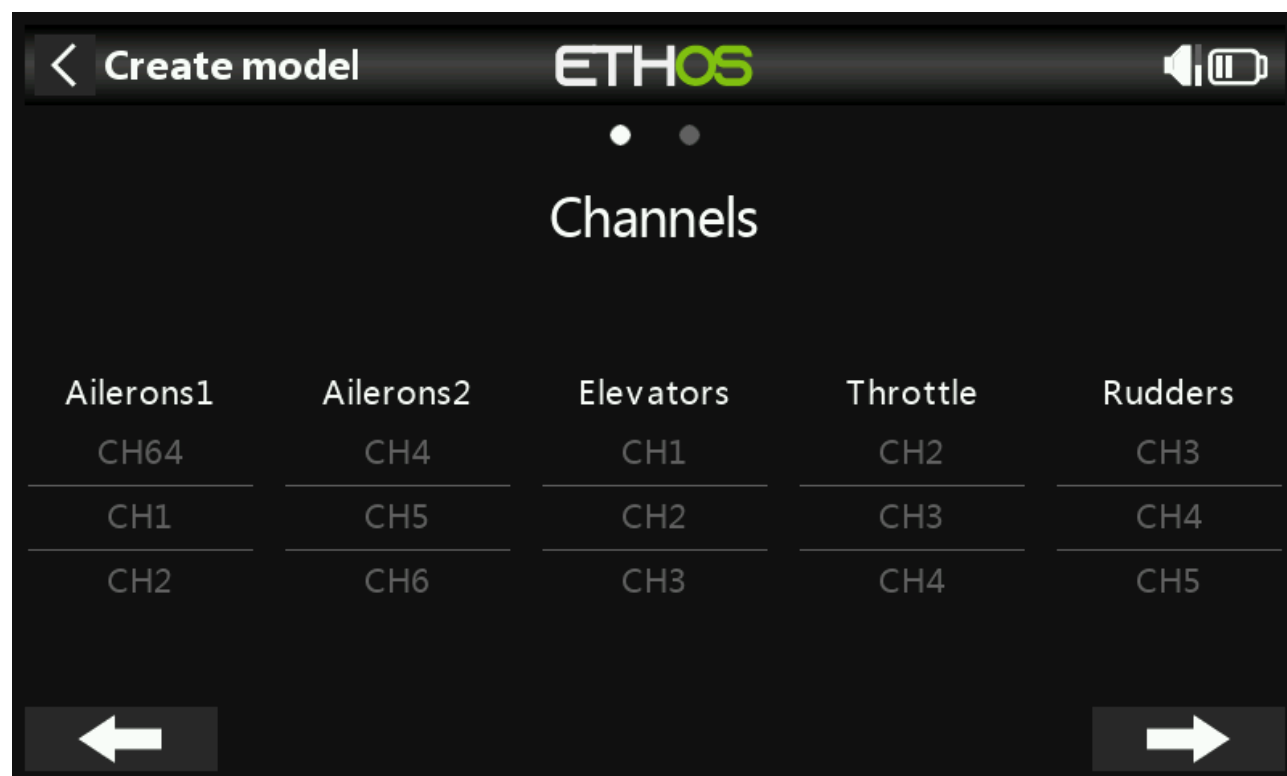 Create model ETHOS
Channels
Ailerons1 Ailerons2 Elevators Throttle Rudders
CH64 CH4 CH1 CH2 CH3
CH1 CH5 CH2 CH3 CH4
CH2 CH6 CH3 CH4 CH5